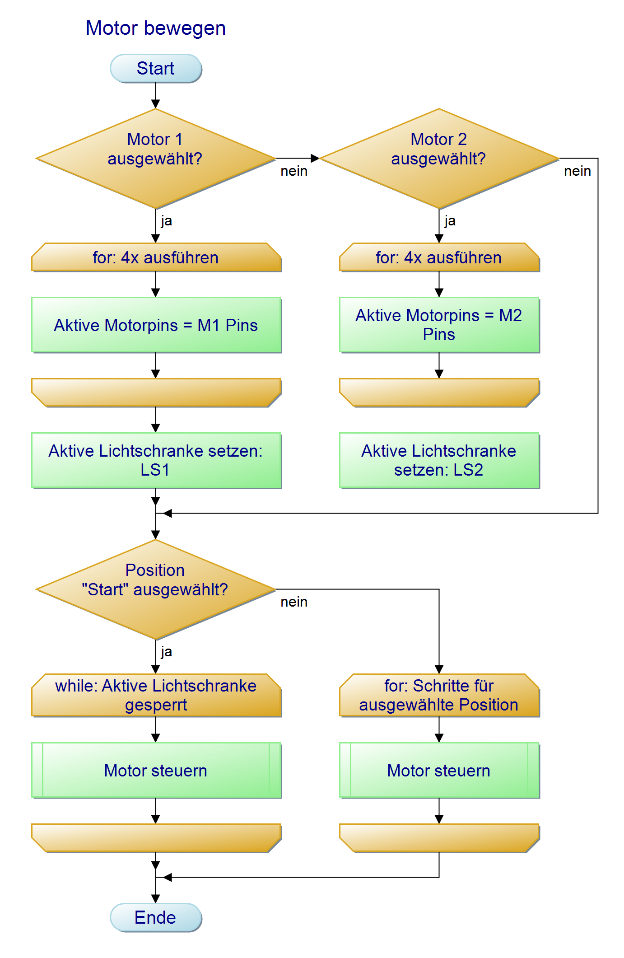 Motor bewegen
Start
Motor 1
ausgewählt?
nein
Motor 2
ausgewählt?
nein
ja
ja
for: 4x ausführen
for: 4x ausführen
Aktive Motorpins = M1 Pins
Aktive Motorpins = M2
Pins
Aktive Lichtschranke setzen:
LS1
Aktive Lichtschranke
setzen: LS2
Position
"Start" ausgewählt?
nein
ja
while: Aktive Lichtschranke
gesperrt
for: Schritte für
ausgewählte Position
Motor steuern
Motor steuern
Ende